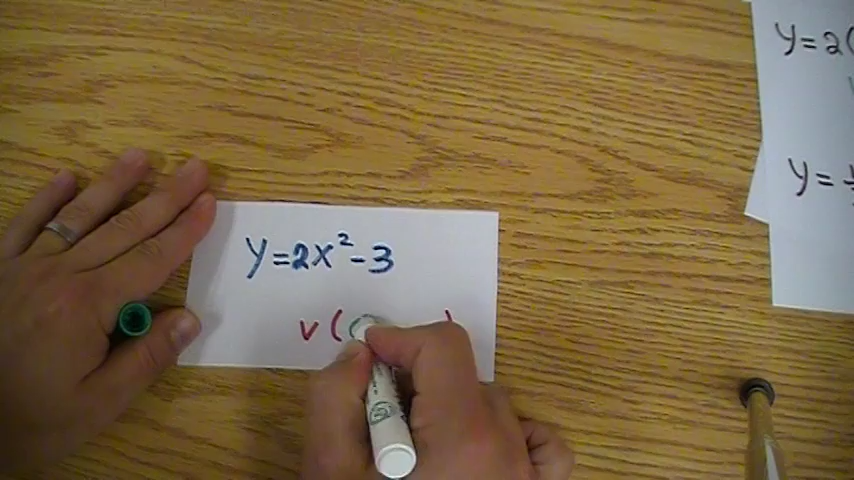 y=2x²-3
v( )
y=2(
y=